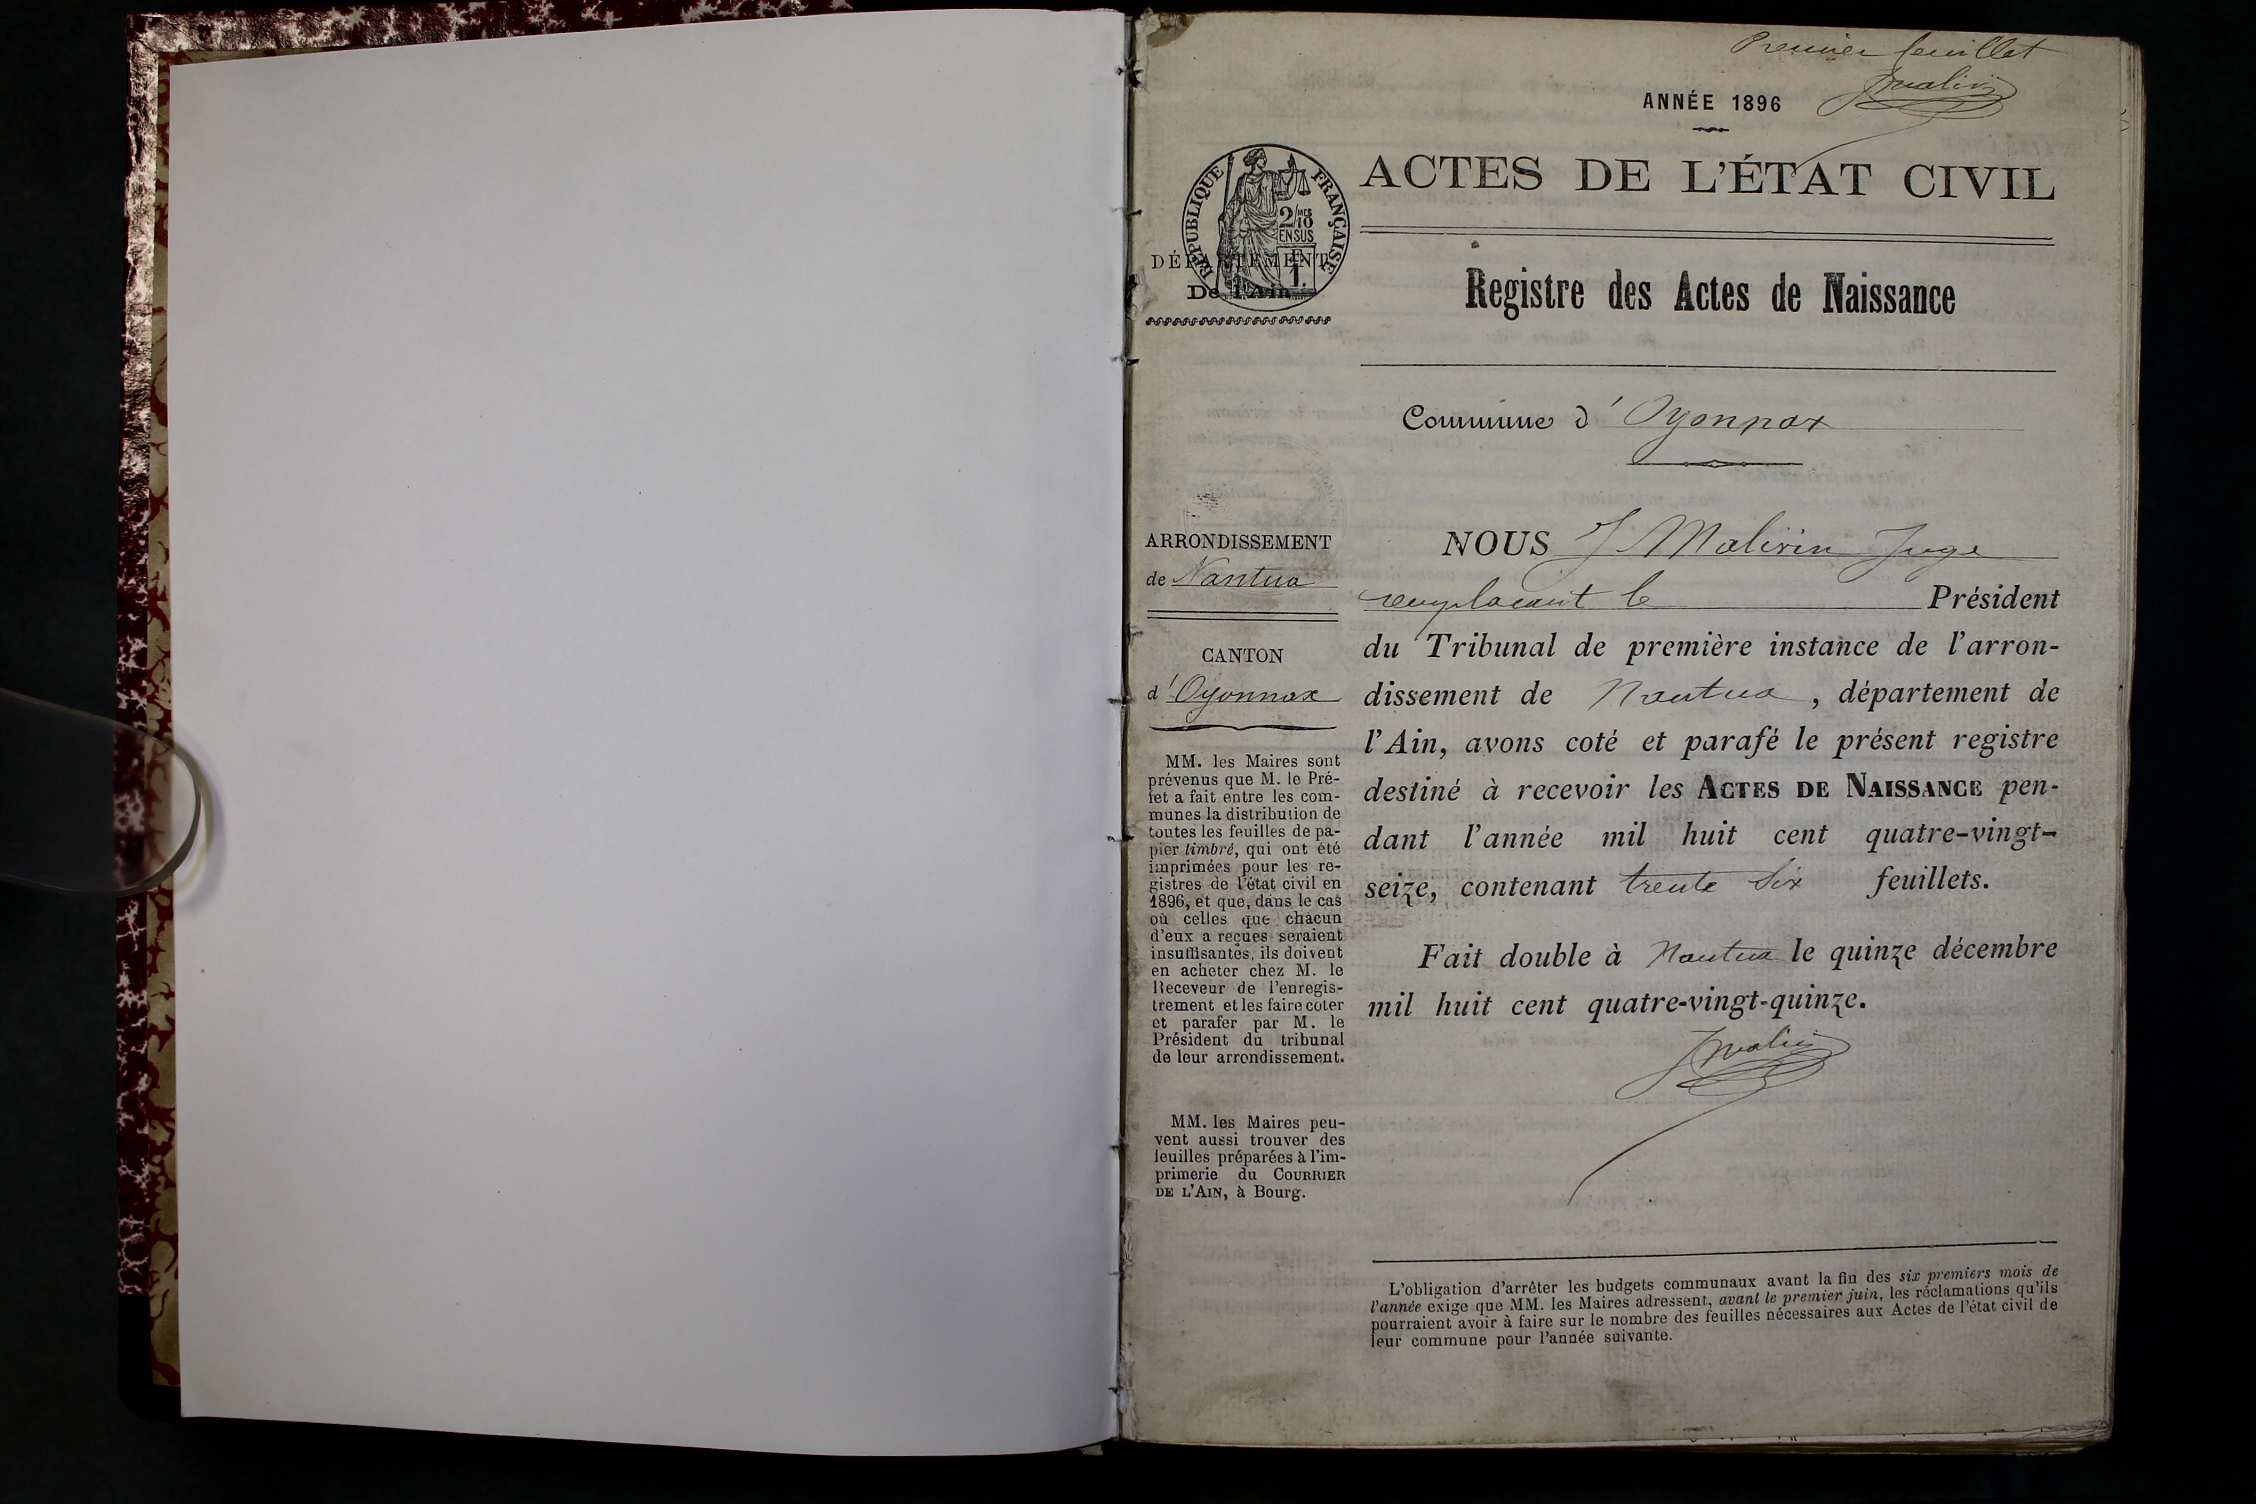 Premier feuillet
JMalivin
ANNÉE 1896
ACTES DE L'ÉTAT CIVIL
RÉPUBLIQUE FRANÇAISE
2/10 MES
EN SUS
1
DÉPARTEMENT
De l'Ain
Registre des Actes de Naissance
Commune d'Oyonnax
ARRONDISSEMENT
de Nantua
CANTON
d'Oyonnax
MM. les Maires sont
prévenus que M. le Pré-
fet a fait entre les com-
munes la distribution de
toutes les feuilles de pa-
pier timbré, qui ont été
imprimées pour les re-
gistres de l'état civil en
1896, et que, dans le cas
où celles que chacun
d'eux a reçues seraient
insuffisantes, ils doivent
en acheter chez M. le
Receveur de l'enregis-
trement et les faire coter
et parafer par M. le
Président du tribunal
de leur arrondissement.
MM. les Maires peu-
vent aussi trouver des
feuilles préparées à l'im-
primerie du COURRIER
DE L'AIN, à Bourg.
NOUS J Malivin Juge
remplacant le Président
du Tribunal de première instance de l'arron-
dissement de Nantua, département de
l'Ain, avons coté et parafé le présent registre
destiné à recevoir les ACTES DE NAISSANCE pen-
dant l'année mil huit cent quatre-vingt-
seize, contenant trente six feuillets.
Fait double à Nantua le quinze décembre
mil huit cent quatre-vingt-quinze.
JMalivin
L'obligation d'arrêter les budgets communaux avant la fin des six premiers mois de
l'année exige que MM. les Maires adressent, avant le premier juin, les réclamations qu'ils
pourraient avoir à faire sur le nombre des feuilles nécessaires aux Actes de l'état civil de
leur commune pour l'année suivante.